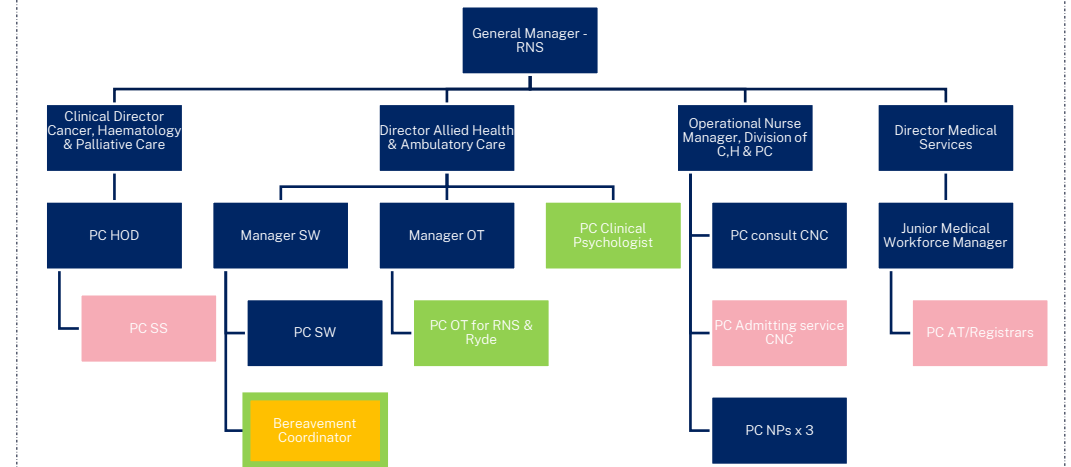 General Manager -
RNS
Clinical Director
Cancer, Haematology
& Palliative Care
Director Allied Health
& Ambulatory Care
Operational Nurse
Manager, Division of
C,H & PC
Director Medical
Services
PC HOD
Manager SW
Manager OT
PC Clinical
Psychologist
PC consult CNC
Junior Medical
Workforce Manager
PC SS
PC SW
PC OT for RNS &
Ryde
PC Admitting service
CNC
PC AT/Registrars
Bereavement
Coordinator
PC NPs x 3